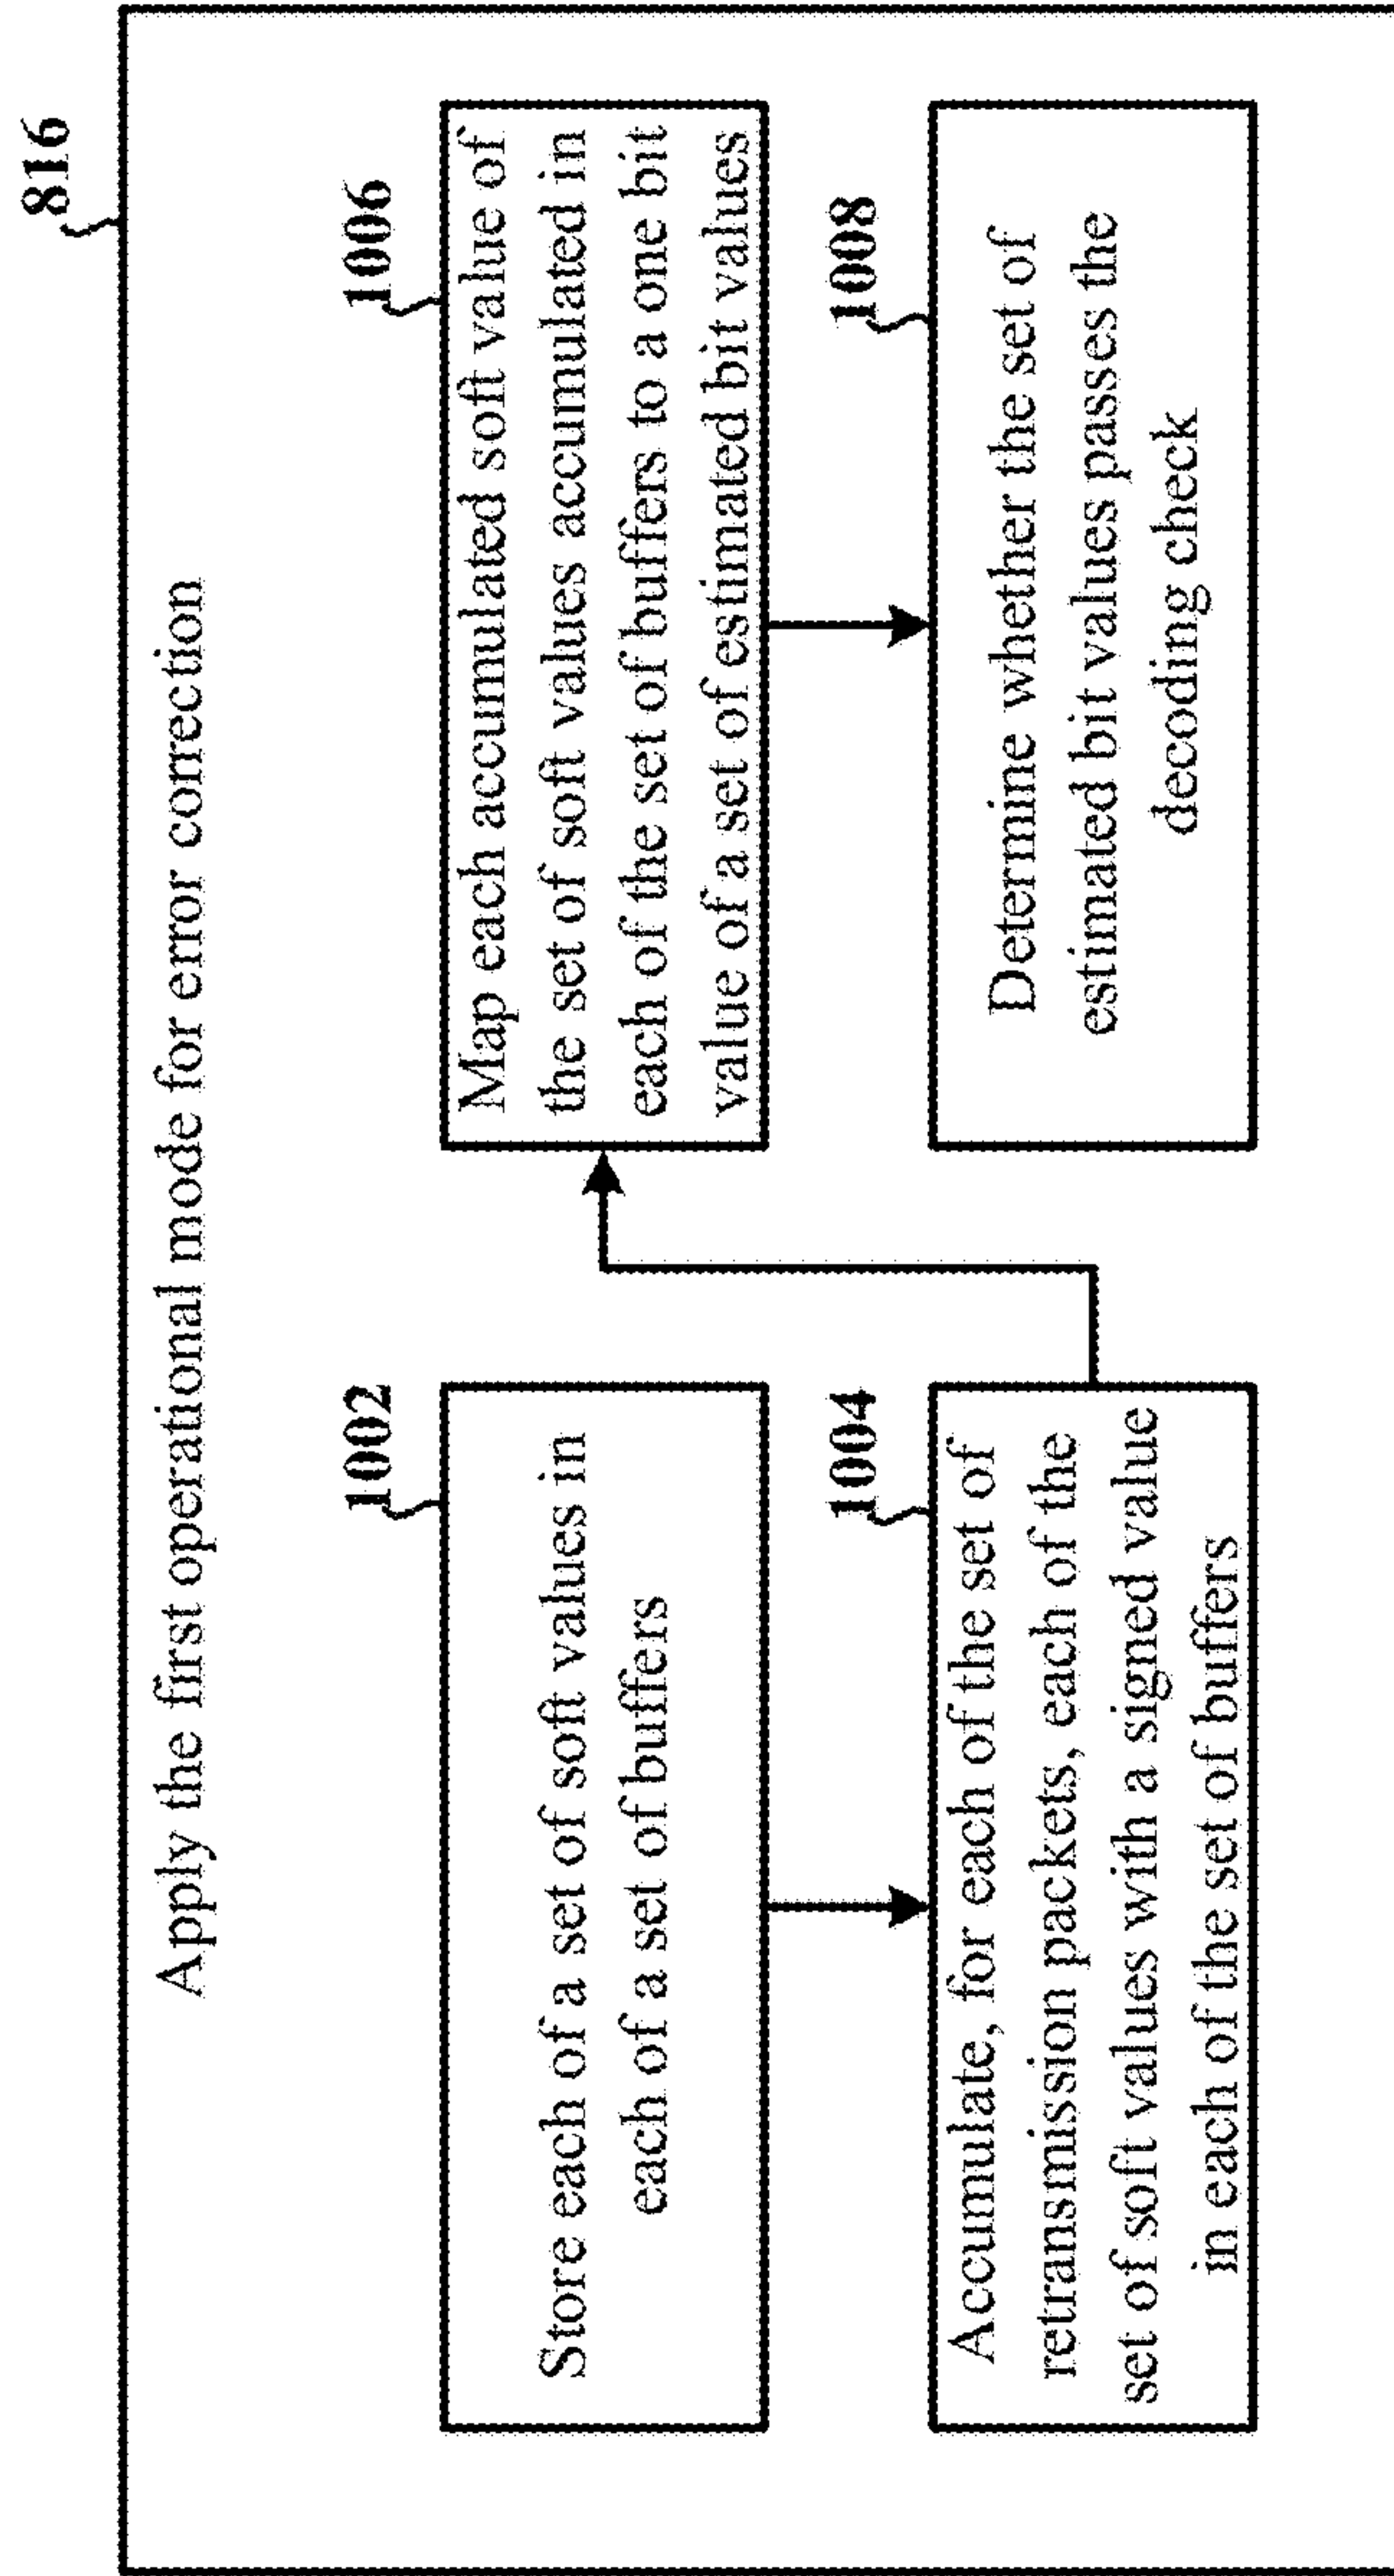 816
Apply the first operational mode for error correction
1002
Store each of a set of soft values in
each of a set of buffers
1004
Accumulate, for each of the set of
retransmission packets, each of the
set of soft values with a signed value
in each of the set of buffers
1006
Map each accumulated soft value of
the set of soft values accumulated in
each of the set of buffers to a one bit
value of a set of estimated bit values
1008
Determine whether the set of
estimated bit values passes the
decoding check